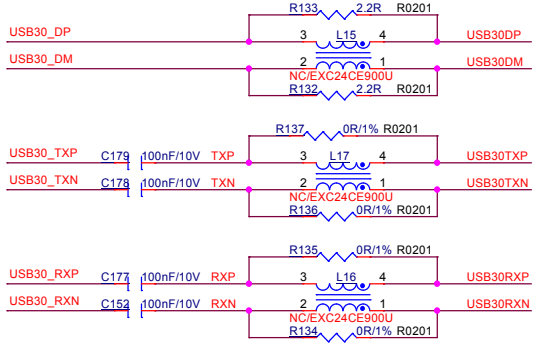 R133 2.2R R0201
USB30_DP 3 L15 4 USB30DP
USB30_DM 2 1 USB30DM
NC/EXC24CE900U
R132 2.2R R0201
R137 0R/1% R0201
USB30_TXP C179 100nF/10V TXP 3 L17 4 USB30TXP
USB30_TXN C178 100nF/10V TXN 2 1 USB30TXN
NC/EXC24CE900U
R136 0R/1% R0201
R135 0R/1% R0201
USB30_RXP C177 100nF/10V RXP 3 L16 4 USB30RXP
USB30_RXN C152 100nF/10V RXN 2 1 USB30RXN
NC/EXC24CE900U
R134 0R/1% R0201